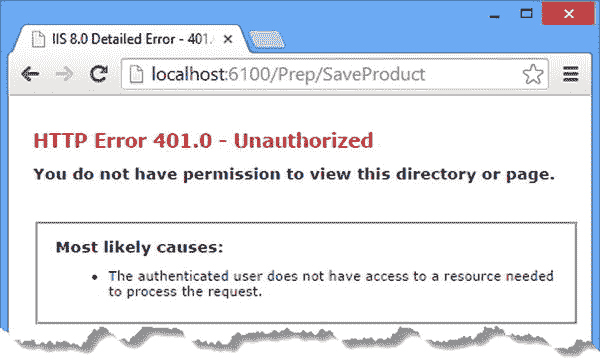 IIS 8.0 Detailed Error - 401.
localhost:6100/Prep/SaveProduct
HTTP Error 401.0 - Unauthorized
You do not have permission to view this directory or page.
Most likely causes:
• The authenticated user does not have access to a resource needed
to process the request.